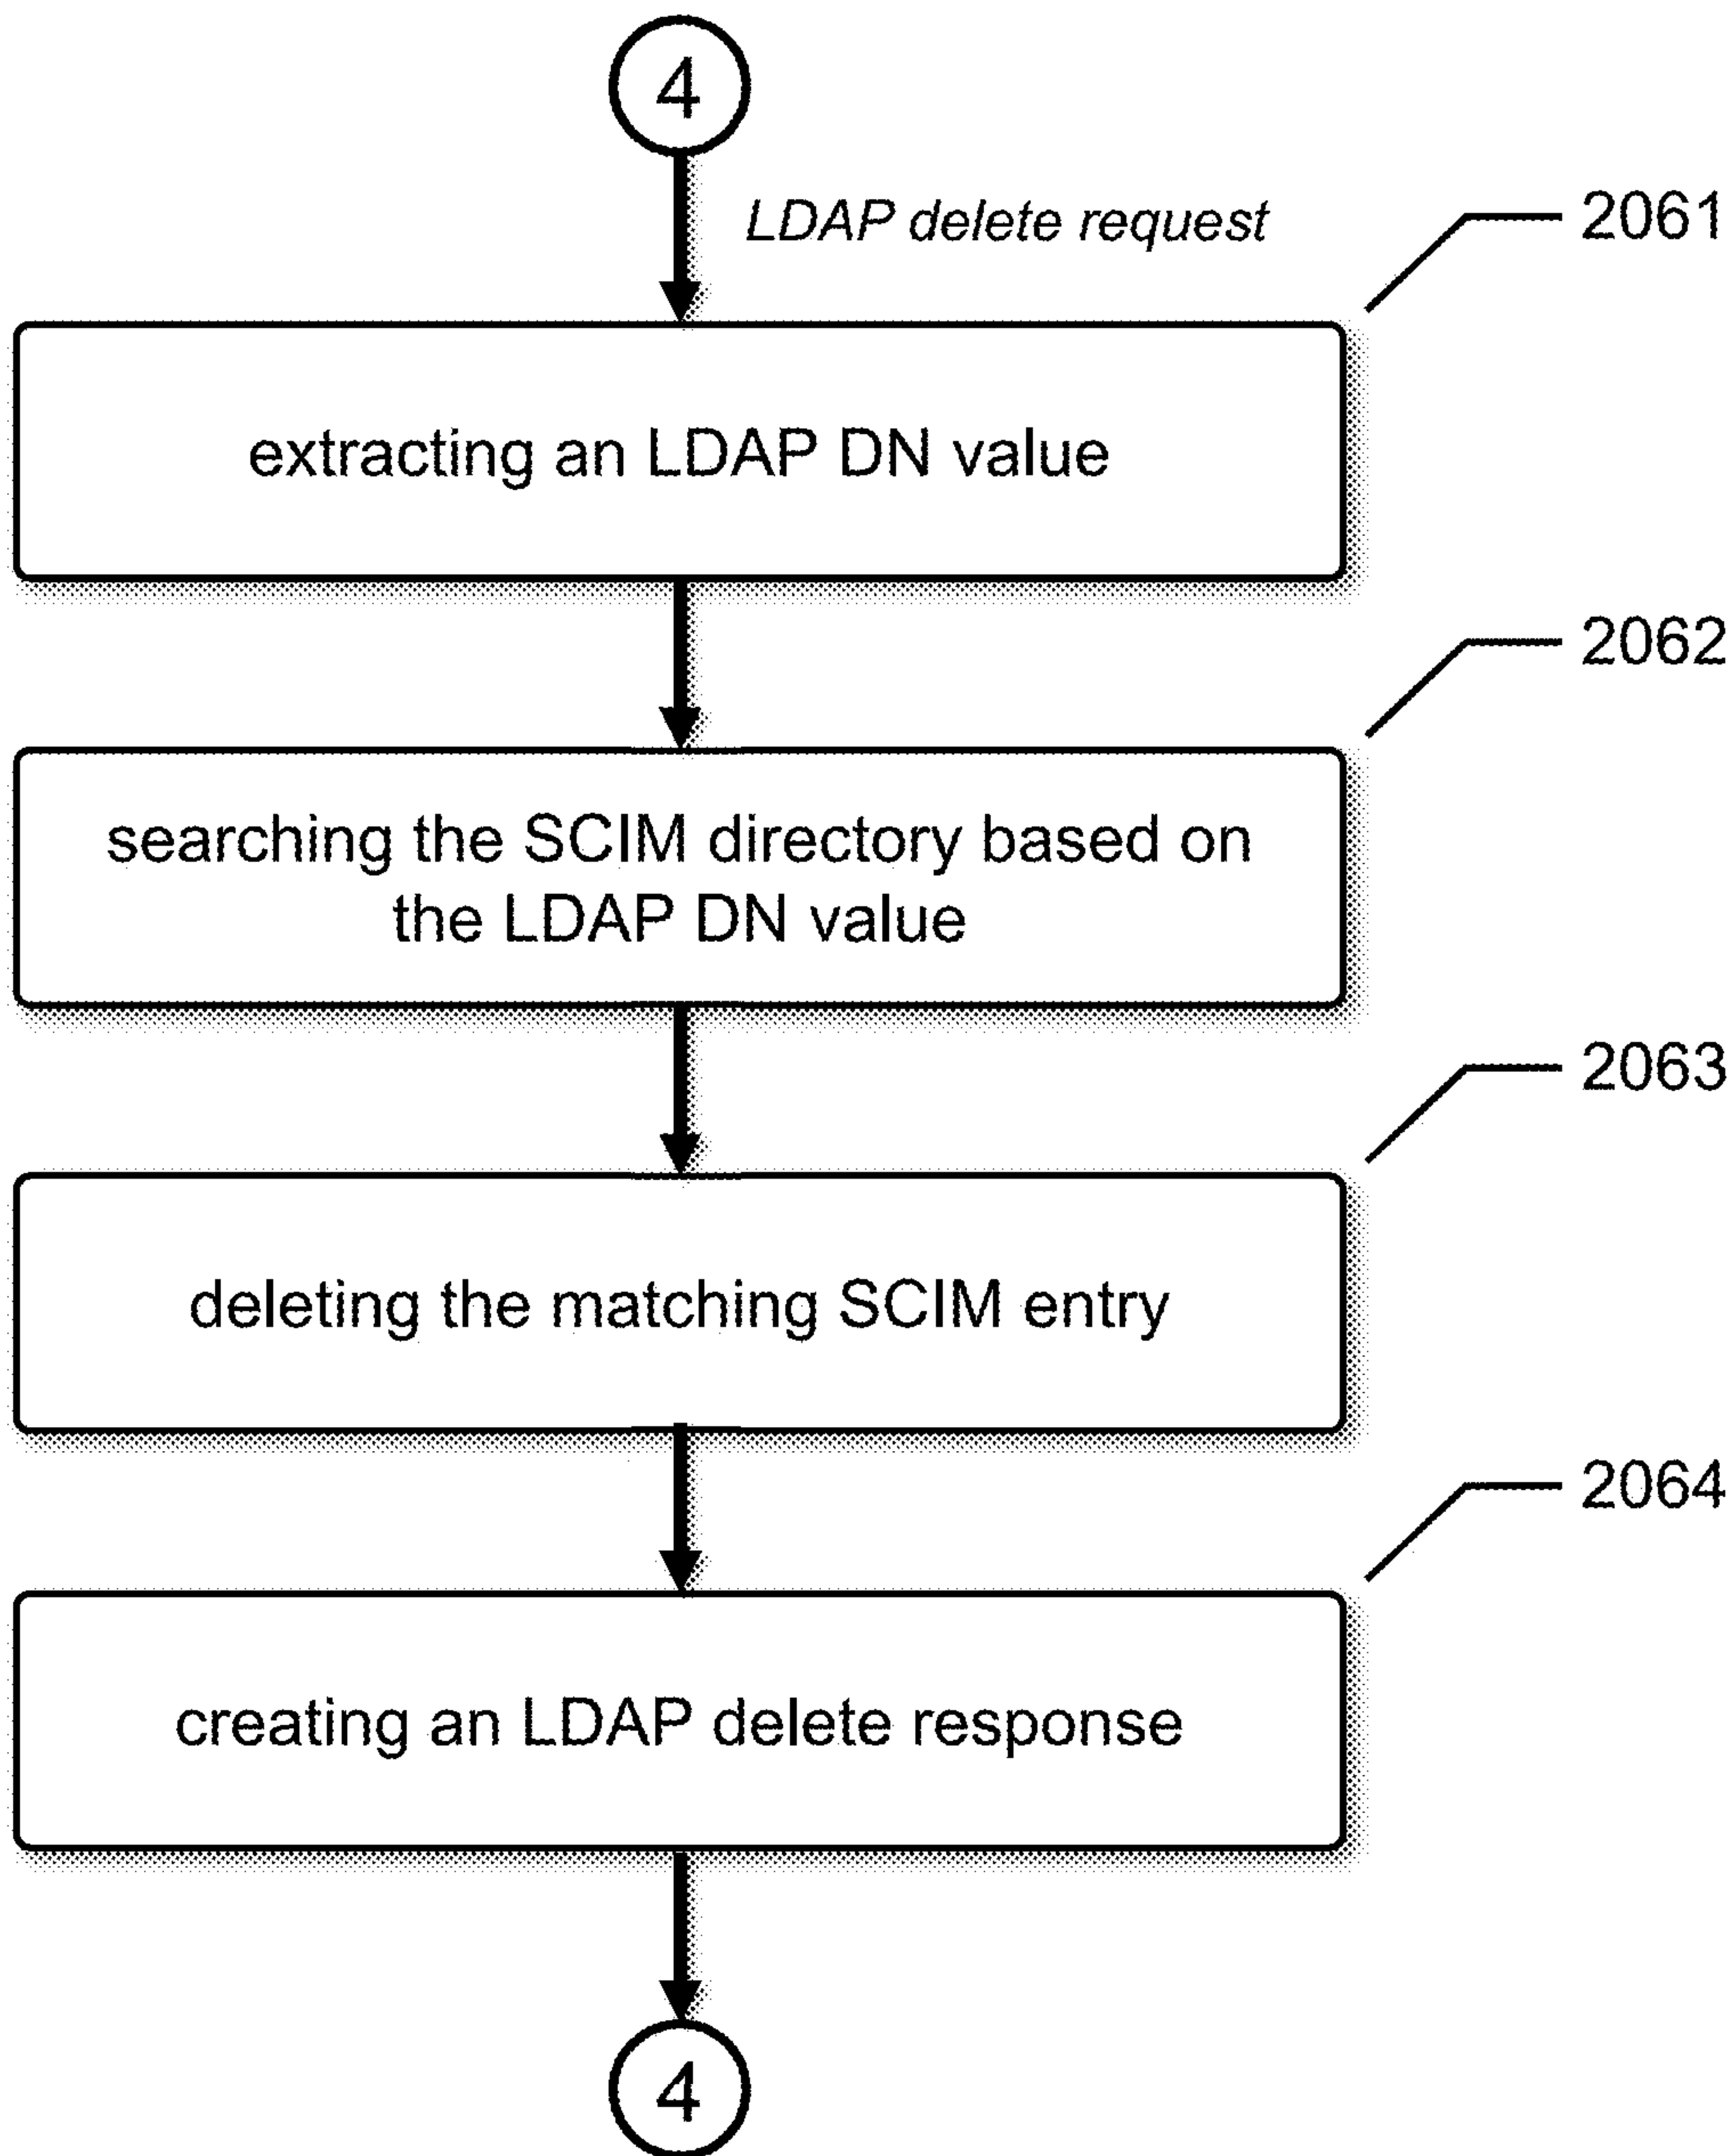 4
LDAP delete request
2061
extracting an LDAP DN value
2062
searching the SCIM directory based on
the LDAP DN value
2063
deleting the matching SCIM entry
2064
creating an LDAP delete response
4